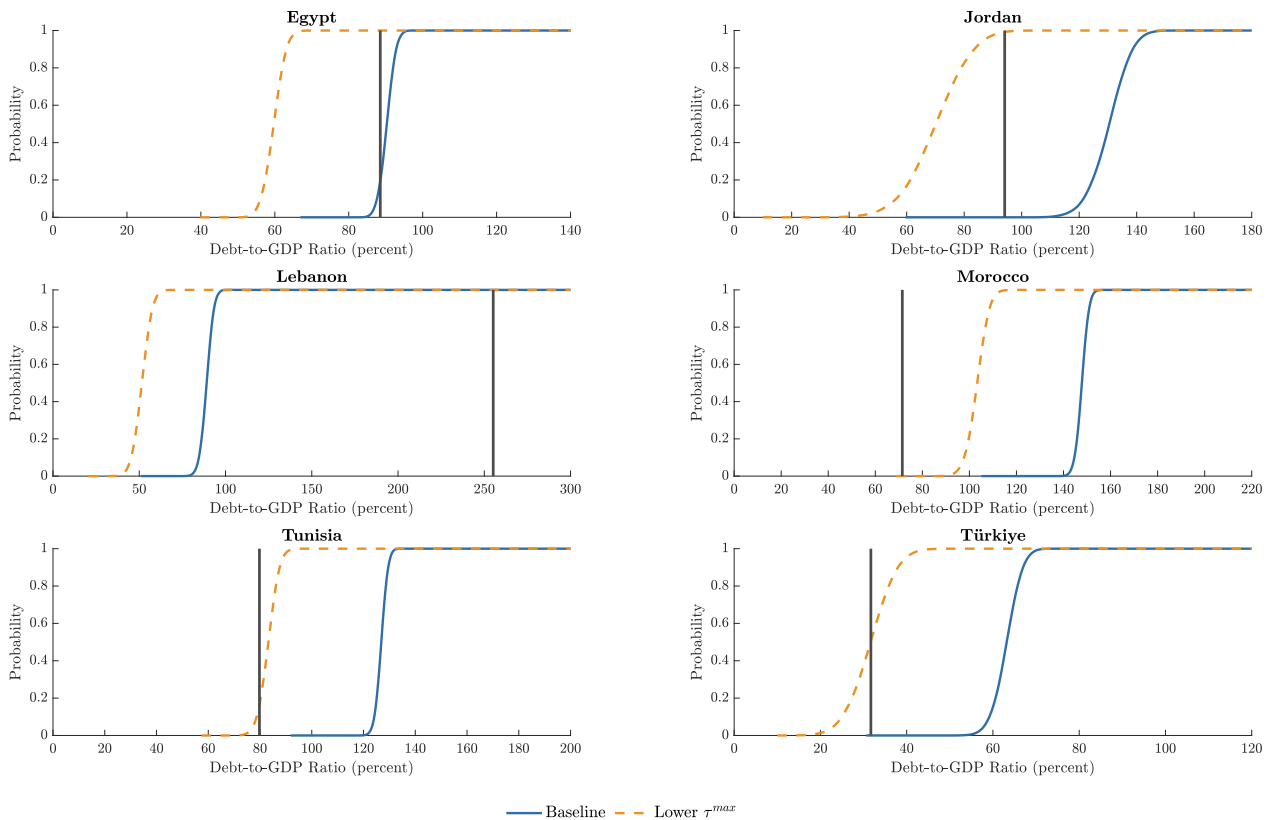 Egypt
Probability
1
0.8
0.6
0.4
0.2
0
0 20 40 60 80 100 120 140
Debt-to-GDP Ratio (percent)
Jordan
Probability
1
0.8
0.6
0.4
0.2
0
0 20 40 60 80 100 120 140 160 180
Debt-to-GDP Ratio (percent)
Lebanon
Probability
1
0.8
0.6
0.4
0.2
0
0 50 100 150 200 250 300
Debt-to-GDP Ratio (percent)
Morocco
Probability
1
0.8
0.6
0.4
0.2
0
0 20 40 60 80 100 120 140 160 180 200 220
Debt-to-GDP Ratio (percent)
Tunisia
Probability
1
0.8
0.6
0.4
0.2
0
0 20 40 60 80 100 120 140 160 180 200
Debt-to-GDP Ratio (percent)
Türkiye
Probability
1
0.8
0.6
0.4
0.2
0
0 20 40 60 80 100 120
Debt-to-GDP Ratio (percent)
Baseline Lower τ^max